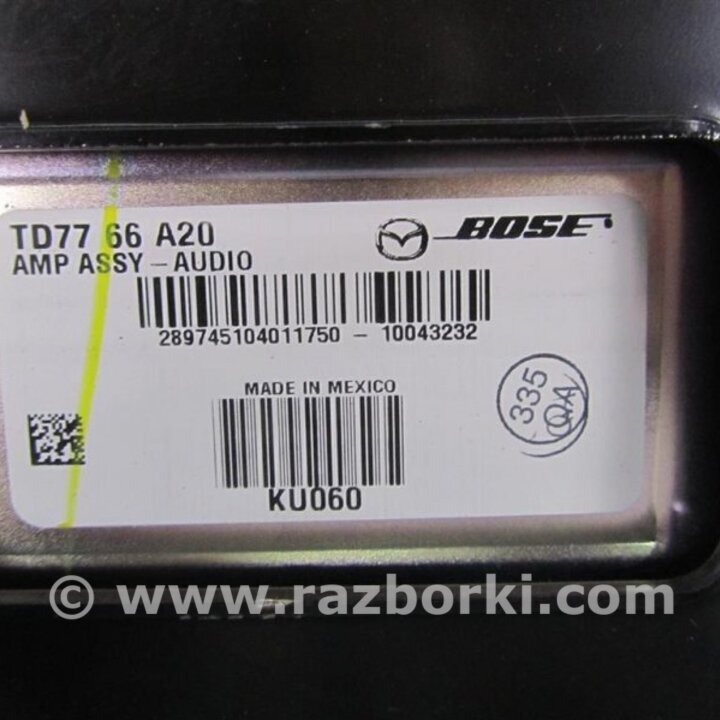 TD77 66 A20
BOSE
AMP ASSY – AUDIO
289745104011750 – 10043232
MADE IN MEXICO
335
QA
KU060
© www.razborki.com